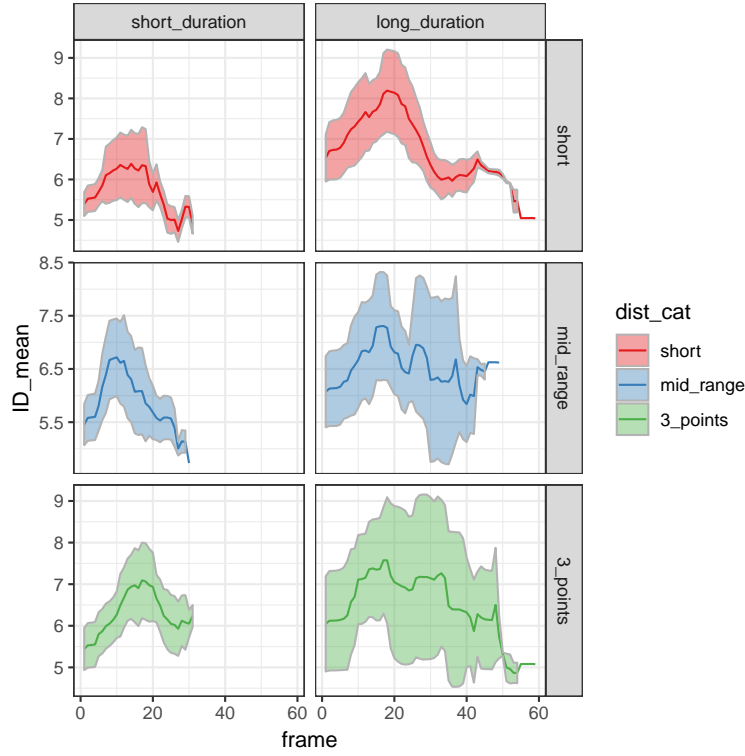 short_duration
long_duration
9
8
7
6
5
short
8.5
7.5
6.5
5.5
mid_range
9
8
7
6
5
3_points
0
20
40
60
0
20
40
60
ID_mean
frame
dist_cat
short
mid_range
3_points